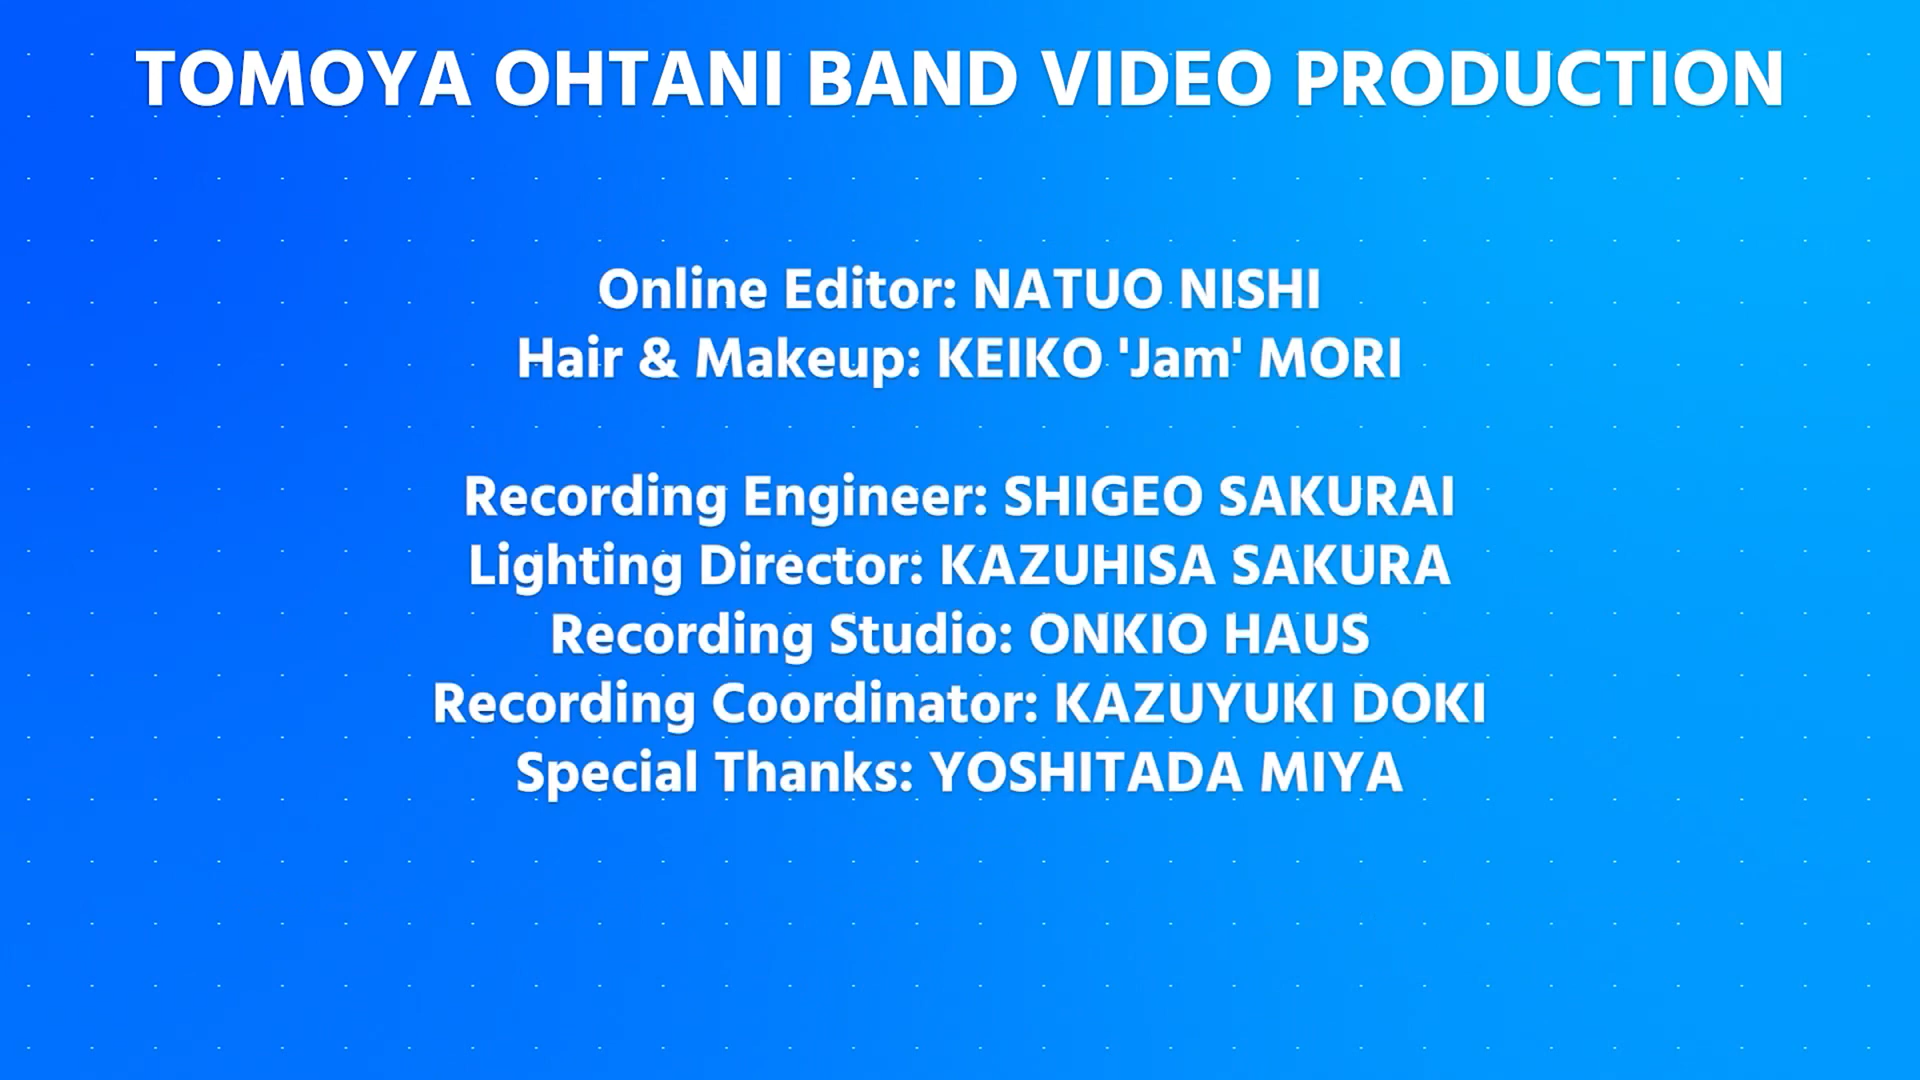 TOMOYA OHTANI BAND VIDEO PRODUCTION
Online Editor: NATUO NISHI
Hair & Makeup: KEIKO 'Jam' MORI
Recording Engineer: SHIGEO SAKURAI
Lighting Director: KAZUHISA SAKURA
Recording Studio: ONKIO HAUS
Recording Coordinator: KAZUYUKI DOKI
Special Thanks: YOSHITADA MIYA